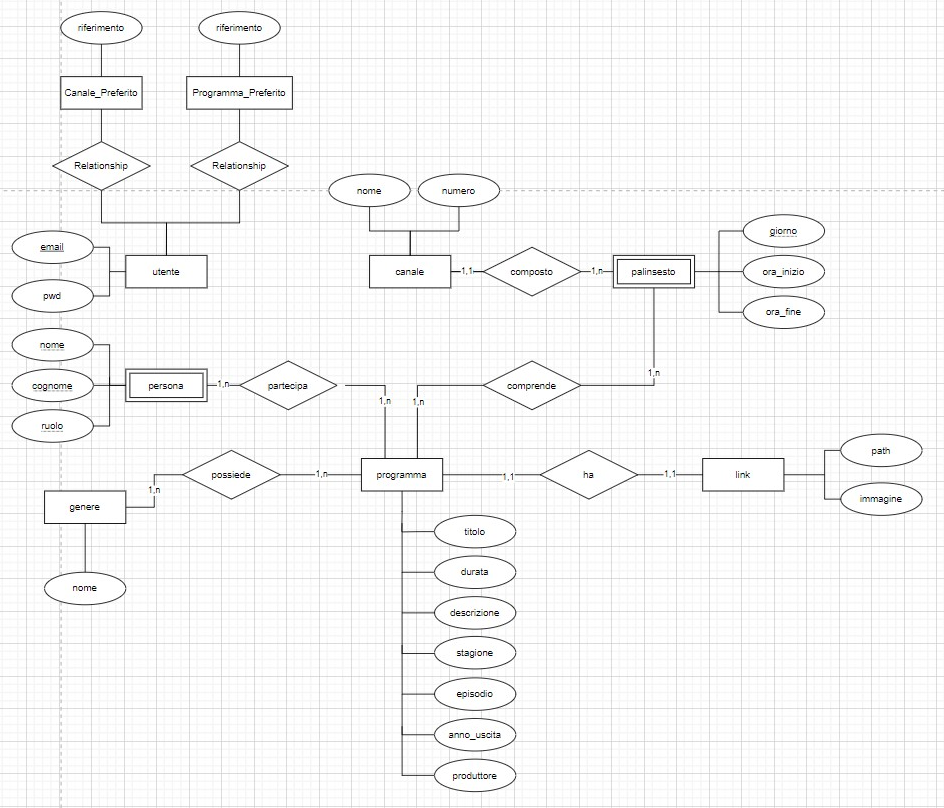 riferimento
riferimento
Canale_Preferito
Programma_Preferito
Relationship
Relationship
nome
numero
email
utente
pwd
canale
1,1
composto
1,n
palinsesto
giorno
ora_inizio
ora_fine
nome
cognome
ruolo
persona
1,n
partecipa
1,n
1,n
comprende
1,n
possiede
1,n
programma
1,1
ha
1,1
link
path
immagine
1,n
genere
nome
titolo
durata
descrizione
stagione
episodio
anno_uscita
produttore